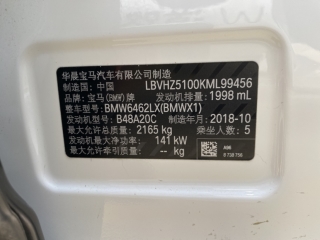 华晨宝马汽车有限公司制造
制造国: 中国 LBVHZ5100KML99456
品牌: 宝马(BMW)牌 发动机排量: 1998 mL
整车型号: BMW6462LX(BMWX1)
发动机型号: B48A20C 制造年月: 2018-10
最大允许总质量: 2165 kg 乘坐人数: 5
发动机最大净功率: 141 kW
最大允许牵引质量: -- kg